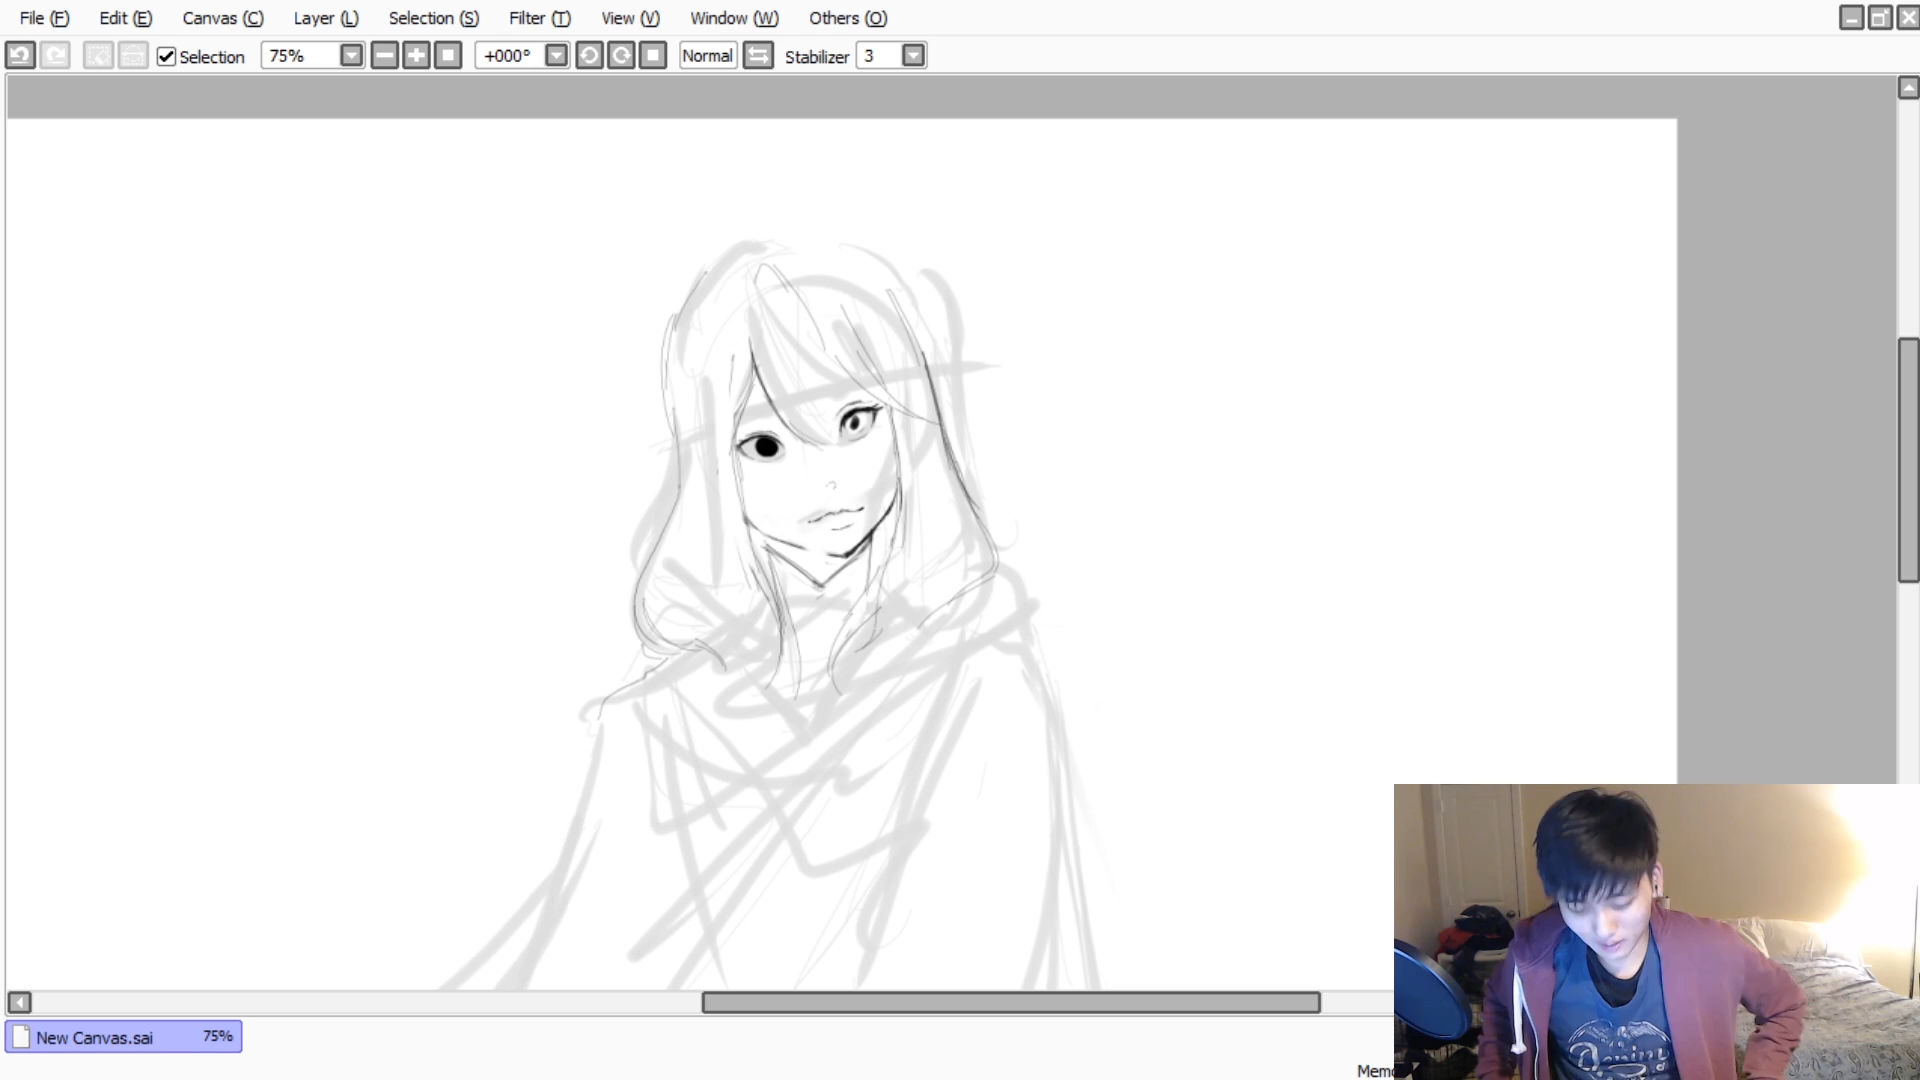 File (F) Edit (E) Canvas (C) Layer (L) Selection (S) Filter (T) View (V) Window (W) Others (O)
Selection 75% +000° Normal Stabilizer 3
New Canvas.sai 75%
Memo